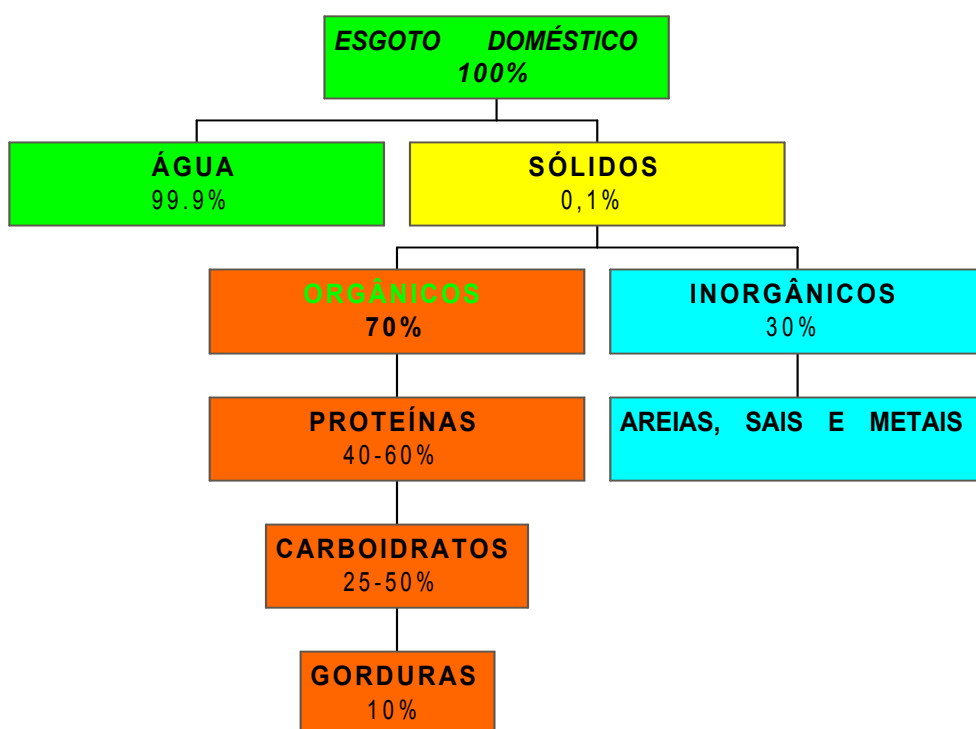 ESGOTO DOMÉSTICO
100%
ÁGUA
99.9%
SÓLIDOS
0,1%
ORGÂNICOS
70%
INORGÂNICOS
30%
PROTEÍNAS
40-60%
AREIAS, SAIS E METAIS
CARBOIDRATOS
25-50%
GORDURAS
10%